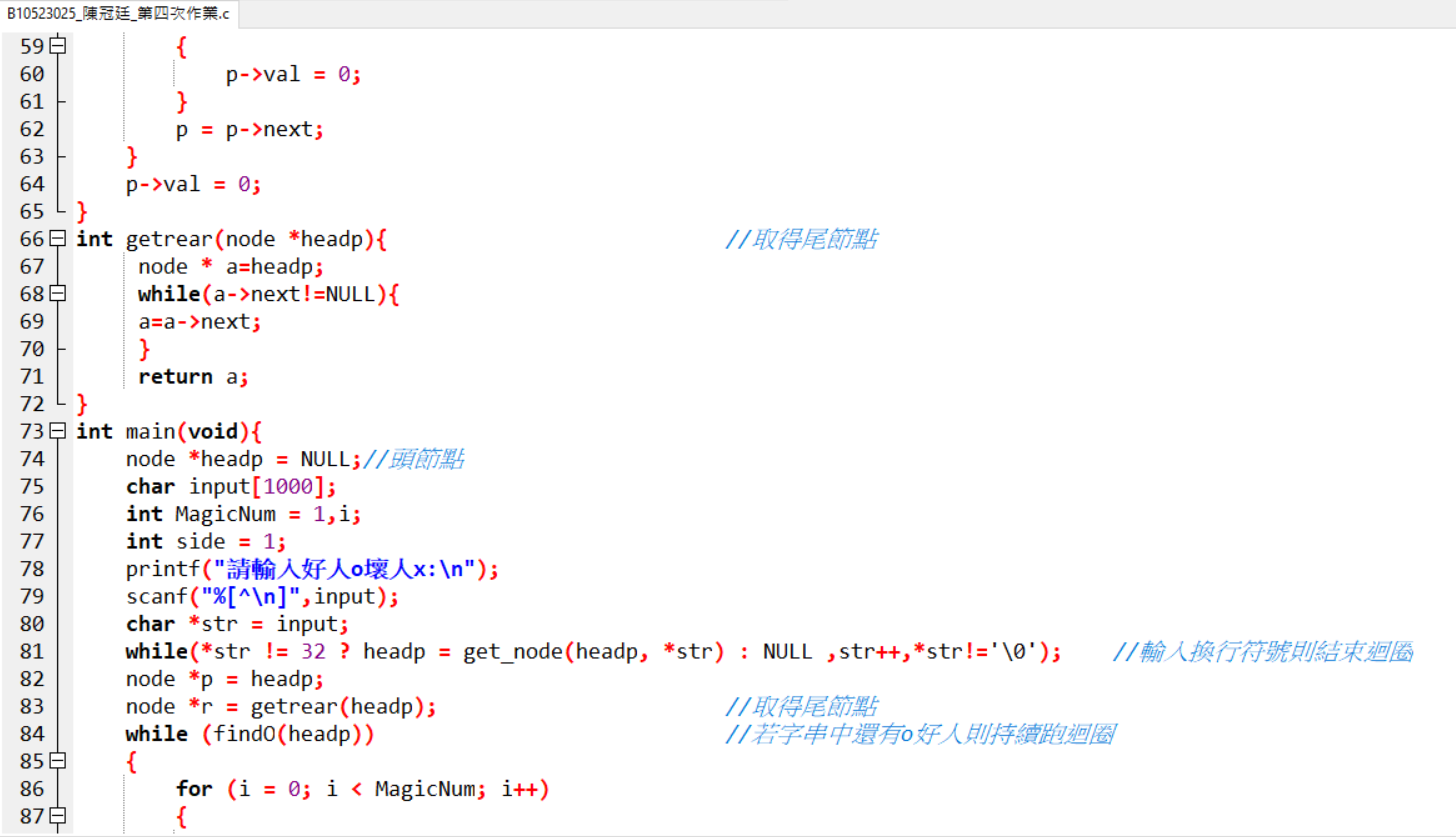 B10523025_陳冠廷_第四次作業.c
59 {
60 p->val = 0;
61 }
62 p = p->next;
63 }
64 p->val = 0;
65 }
66 int getrear(node *headp){ //取得尾節點
67 node * a=headp;
68 while(a->next!=NULL){
69 a=a->next;
70 }
71 return a;
72 }
73 int main(void){
74 node *headp = NULL;//頭節點
75 char input[1000];
76 int MagicNum = 1,i;
77 int side = 1;
78 printf("請輸入好人o壞人x:\n");
79 scanf("%[^\n]",input);
80 char *str = input;
81 while(*str != 32 ? headp = get_node(headp, *str) : NULL ,str++,*str!='\0'); //輸入換行符號則結束迴圈
82 node *p = headp;
83 node *r = getrear(headp); //取得尾節點
84 while (findO(headp)) //若字串中還有o好人則持續跑迴圈
85 {
86 for (i = 0; i < MagicNum; i++)
87 {